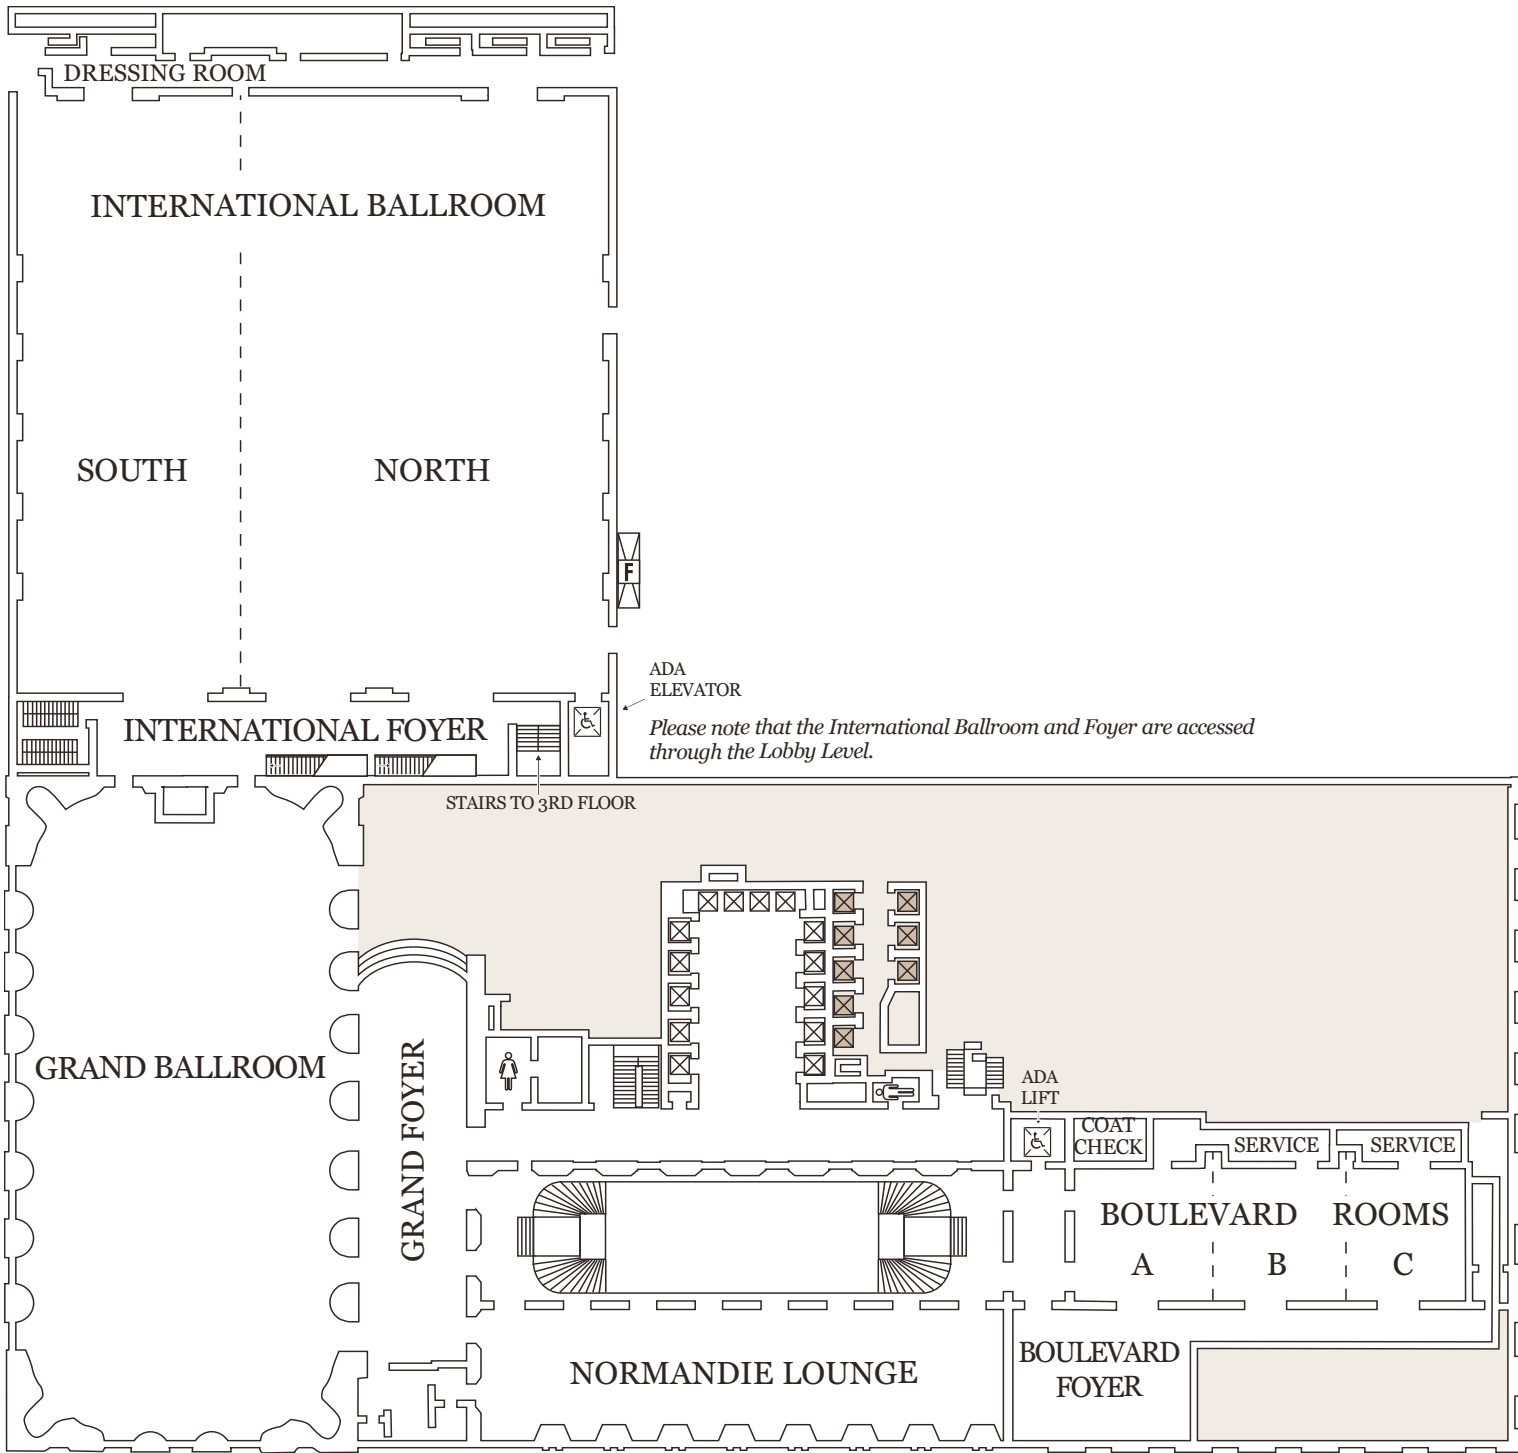 DRESSING ROOM
INTERNATIONAL BALLROOM
SOUTH
NORTH
F
ADA
ELEVATOR
INTERNATIONAL FOYER
Please note that the International Ballroom and Foyer are accessed
through the Lobby Level.
STAIRS TO 3RD FLOOR
GRAND BALLROOM
GRAND FOYER
ADA
LIFT
COAT
CHECK
SERVICE
SERVICE
BOULEVARD ROOMS
A
B
C
NORMANDIE LOUNGE
BOULEVARD
FOYER